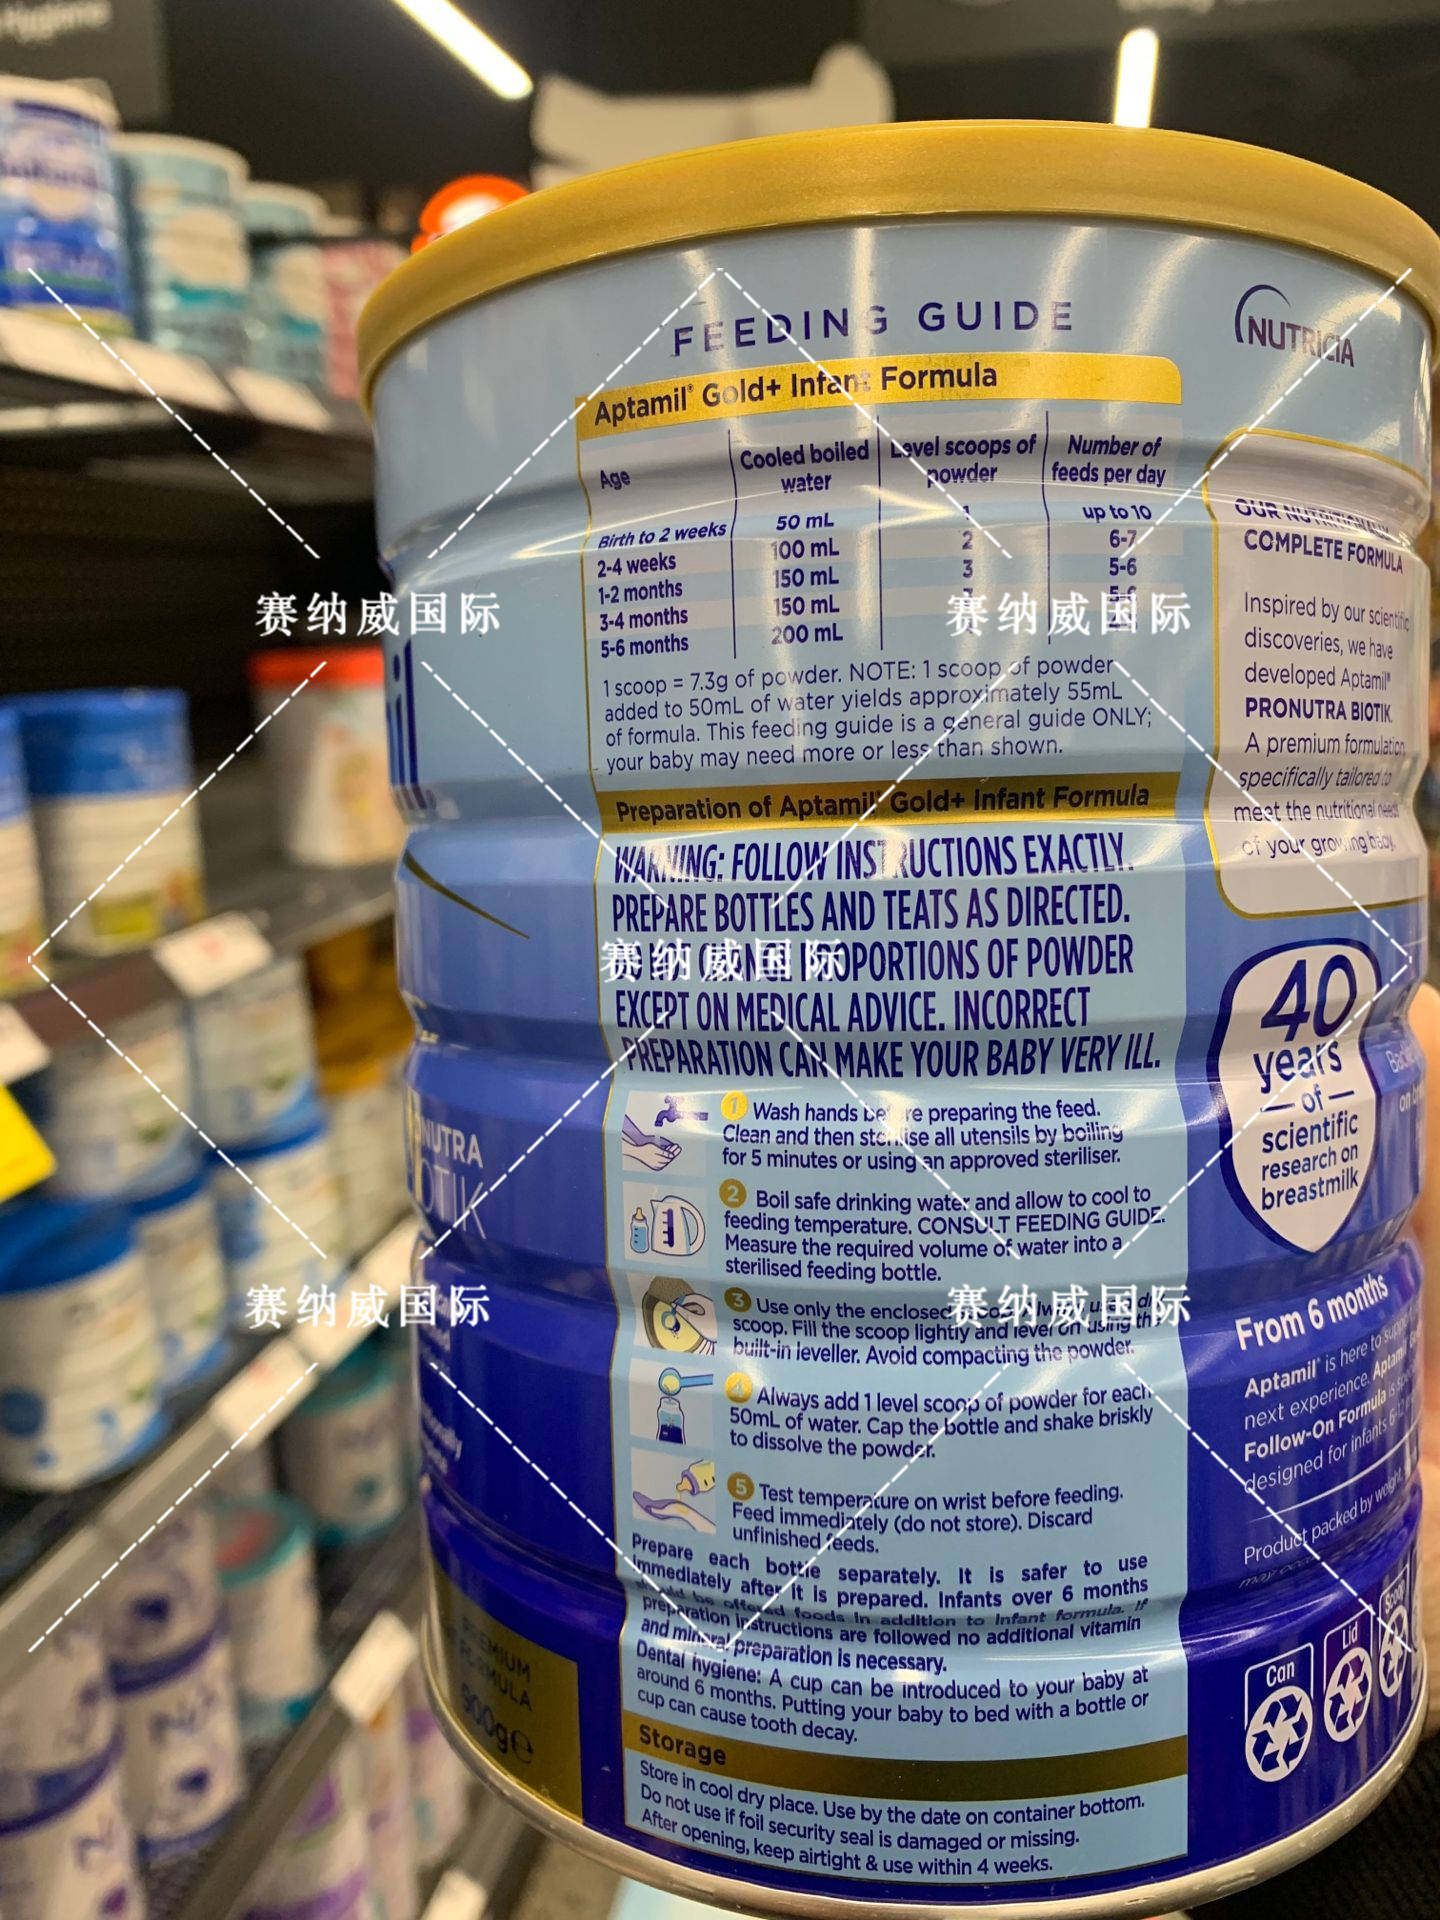 FEEDING GUIDE
NUTRICIA
Aptamil® Gold+ Infant Formula
Age
Cooled boiled water
Level scoops of powder
Number of feeds per day
Birth to 2 weeks 50 mL 1 up to 10
2-4 weeks 100 mL 2 6-7
1-2 months 150 mL 3 5-6
3-4 months 150 mL 5-6
5-6 months 200 mL
1 scoop = 7.3g of powder. NOTE: 1 scoop of powder
added to 50mL of water yields approximately 55mL
of formula. This feeding guide is a general guide ONLY;
your baby may need more or less than shown.
Preparation of Aptamil® Gold+ Infant Formula
WARNING: FOLLOW INSTRUCTIONS EXACTLY.
PREPARE BOTTLES AND TEATS AS DIRECTED.
PROPORTIONS OF POWDER
EXCEPT ON MEDICAL ADVICE. INCORRECT
PREPARATION CAN MAKE YOUR BABY VERY ILL.
1 Wash hands before preparing the feed.
Clean and then sterilise all utensils by boiling
for 5 minutes or using an approved steriliser.
2 Boil safe drinking water and allow to cool to
feeding temperature. CONSULT FEEDING GUIDE.
Measure the required volume of water into a
sterilised feeding bottle.
3 Use only the enclosed
scoop. Fill the scoop lightly and level off using the
built-in leveller. Avoid compacting the powder.
4 Always add 1 level scoop of powder for each
50mL of water. Cap the bottle and shake briskly
to dissolve the powder.
5 Test temperature on wrist before feeding.
Feed immediately (do not store). Discard
unfinished feeds.
Prepare each bottle separately. It is safer to use
immediately after it is prepared. Infants over 6 months
should be offered foods in addition to infant formula. If
preparation instructions are followed no additional vitamin
and mineral preparation is necessary.
Dental hygiene: A cup can be introduced to your baby at
around 6 months. Putting your baby to bed with a bottle or
cup can cause tooth decay.
Storage
Store in cool dry place. Use by the date on container bottom.
Do not use if foil security seal is damaged or missing.
After opening, keep airtight & use within 4 weeks.
OUR NUTRITIONALLY
COMPLETE FORMULA
Inspired by our scientific
discoveries, we have
developed Aptamil®
PRONUTRA BIOTIK.
A premium formulation
specifically tailored to
meet the nutritional needs
of your growing baby.
40
years
of
scientific
research on
breastmilk
From 6 months
Aptamil® is here to
next experience.
Follow-On Formula is
designed for infants
Product packed by weight,
Can
Lid
Scoop
NUTRA
OTIK
900g℮
赛纳威国际
赛纳威国际
赛纳威国际
赛纳威国际
赛纳威国际